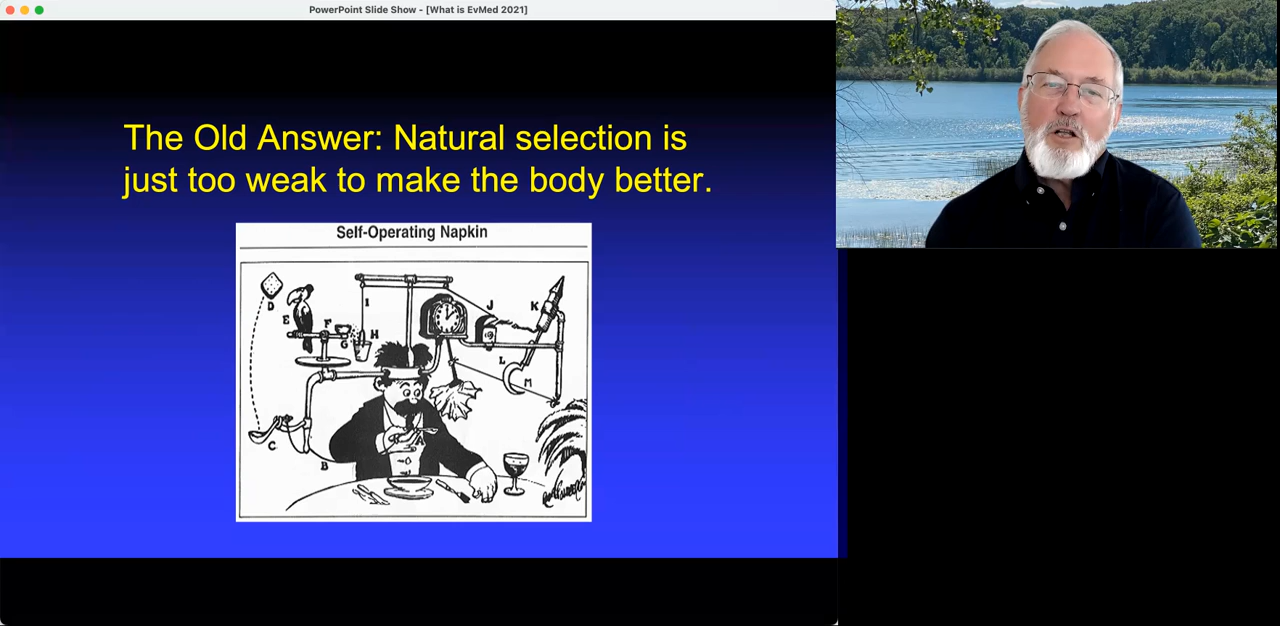 PowerPoint Slide Show - [What is EvMed 2021]
The Old Answer: Natural selection is
just too weak to make the body better.
Self-Operating Napkin
D
E
F
G
H
I
J
K
L
M
A
C
B